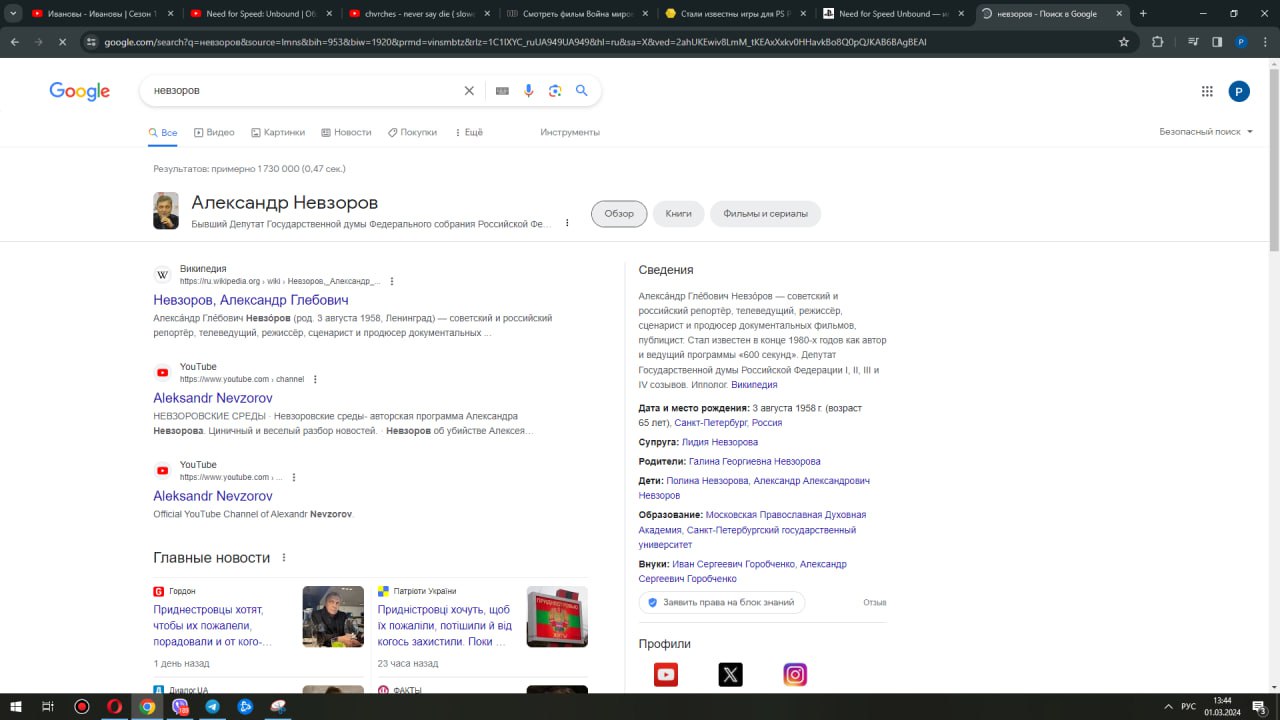 Ивановы - Ивановы | Сезон 1
Need for Speed: Unbound | Об
chvrches - never say die ( slowe
Смотреть фильм Война миро
Стали известны игры для PS P
Need for Speed Unbound — и
невзоров - Поиск в Google
google.com/search?q=невзоров&source=lmns&bih=953&biw=1920&prmd=vinsmbtz&rlz=1C1IXYC_ruUA949UA949&hl=ru&sa=X&ved=2ahUKEwiv8LmM_tKEAxXxkv0HHavkBo8Q0pQJKAB6BAgBEAI
P
Google
невзоров
P
Все
Видео
Картинки
Новости
Покупки
Ещё
Инструменты
Безопасный поиск
Результатов: примерно 1 730 000 (0,47 сек.)
Александр Невзоров
Бывший Депутат Государственной думы Федерального собрания Российской Фе...
Обзор
Книги
Фильмы и сериалы
W
Википедия
https://ru.wikipedia.org › wiki › Невзоров,_Александр_...
Невзоров, Александр Глебович
Алекса́ндр Гле́бович Невзо́ров (род. 3 августа 1958, Ленинград) — советский и российский
репортёр, телеведущий, режиссёр, сценарист и продюсер документальных ...
YouTube
https://www.youtube.com › channel
Aleksandr Nevzorov
НЕВЗОРОВСКИЕ СРЕДЫ · Невзоровские среды- авторская программа Александра
Невзорова. Циничный и веселый разбор новостей. · Невзоров об убийстве Алексея...
YouTube
https://www.youtube.com › ...
Aleksandr Nevzorov
Official YouTube Channel of Alexandr Nevzorov.
Главные новости
Гордон
Приднестровцы хотят,
чтобы их пожалели,
порадовали и от кого-...
1 день назад
Патріоти України
Придністровці хочуть, щоб
їх пожаліли, потішили й від
когось захистили. Поки ...
23 часа назад
ПРИДНЕСТРОВЬЮ
Диалог.UA
ФАКТЫ
Сведения
Алекса́ндр Гле́бович Невзо́ров — советский и
российский репортёр, телеведущий, режиссёр,
сценарист и продюсер документальных фильмов,
публицист. Стал известен в конце 1980-х годов как автор
и ведущий программы «600 секунд». Депутат
Государственной думы Российской Федерации I, II, III и
IV созывов. Ипполог. Википедия
Дата и место рождения: 3 августа 1958 г. (возраст
65 лет), Санкт-Петербург, Россия
Супруга: Лидия Невзорова
Родители: Галина Георгиевна Невзорова
Дети: Полина Невзорова, Александр Александрович
Невзоров
Образование: Московская Православная Духовная
Академия, Санкт-Петербургский государственный
университет
Внуки: Иван Сергеевич Горобченко, Александр
Сергеевич Горобченко
Заявить права на блок знаний
Отзыв
Профили
РУС
13:44
01.03.2024